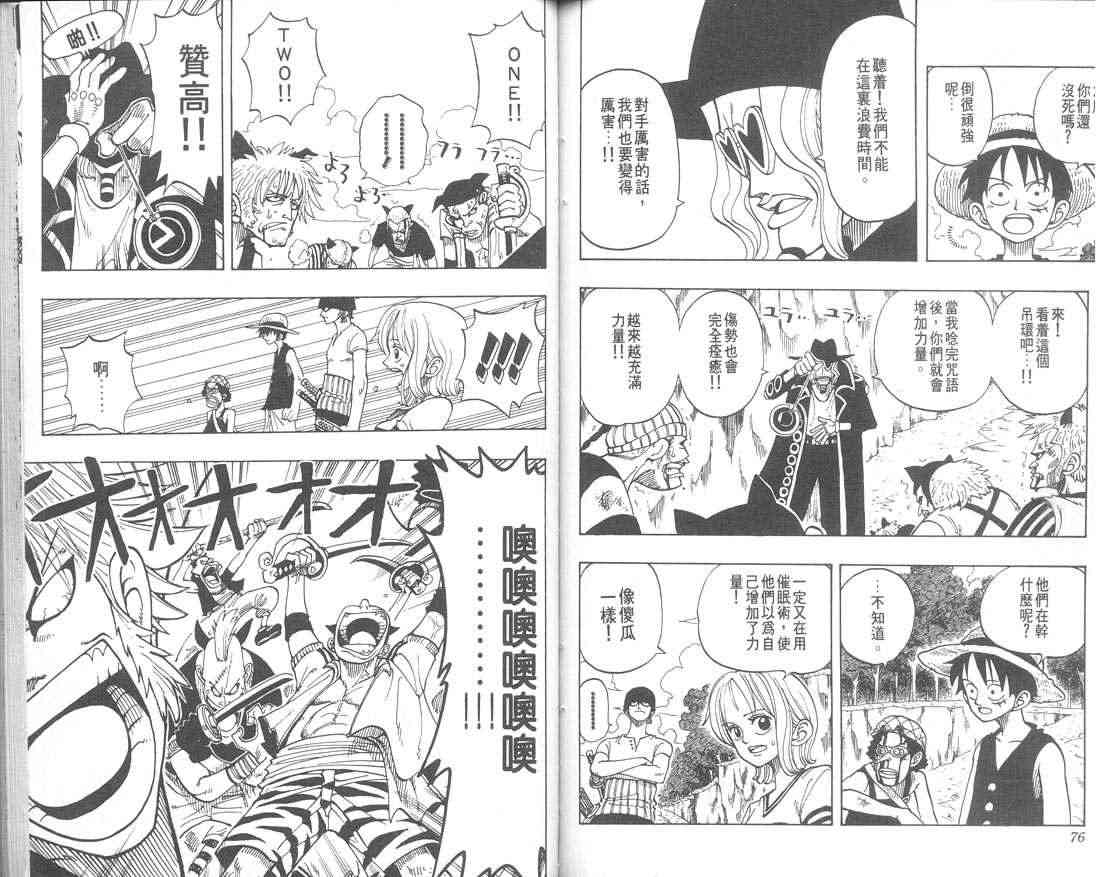 你們還
沒死嗎?
倒很頑強
呢…
聽着!我們不能
在這裏浪費時間。
對手厲害的話,
我們也要變得
厲害…!!
來!
看着這個
吊環吧…!!
當我唸完咒語
後,你們就會
增加力量。
ユラ…
ユラ…
傷勢也會
完全痊癒!!
越來越充滿
力量!!
他們在幹
什麼呢?
…不知道。
一定又在用
催眠術,使
他們以為自
己增加了力
量!
像傻瓜
一樣!
………
76
ONE!!
TWO!!
………!!
フラ
フラ
よろ
よろ
贊高!!
啪!!
!!!!
啊……
オオオオオオ
噢噢噢噢噢噢
…………!!!!